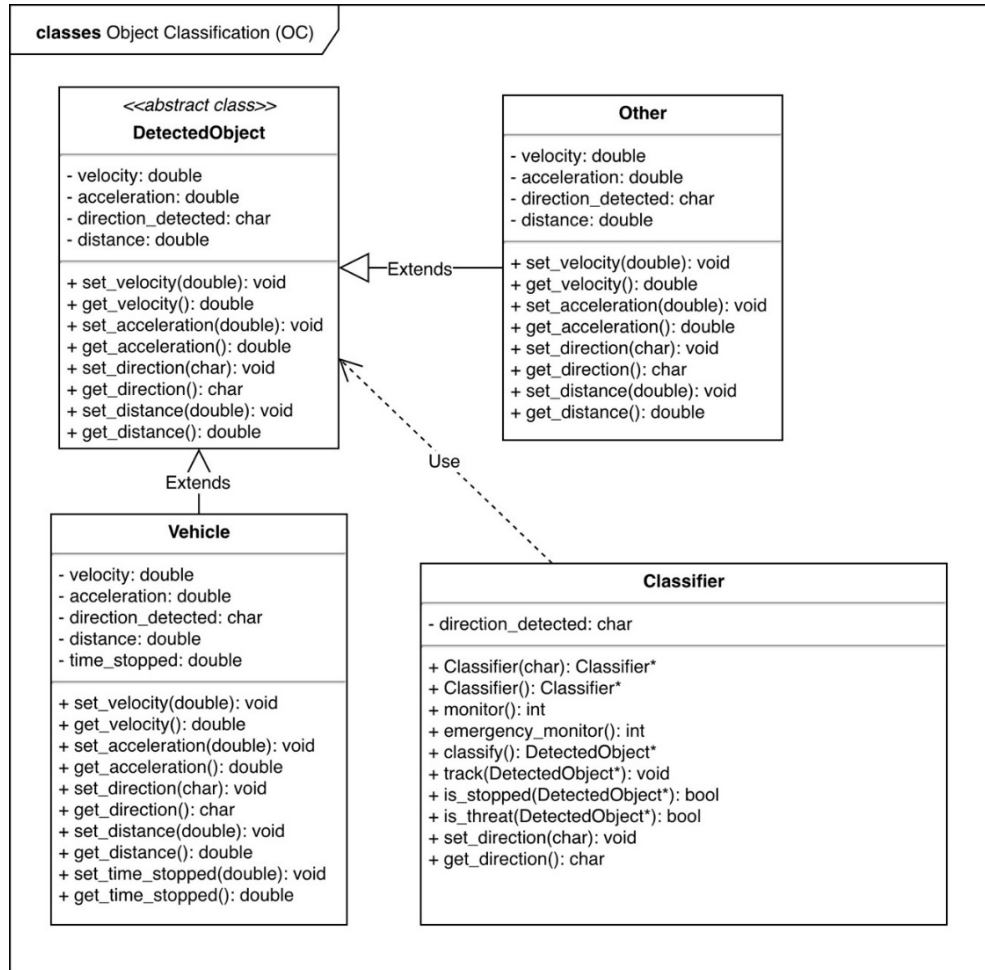 classes Object Classification (OC)
<<abstract class>>
DetectedObject
- velocity: double
- acceleration: double
- direction_detected: char
- distance: double
+ set_velocity(double): void
+ get_velocity(): double
+ set_acceleration(double): void
+ get_acceleration(): double
+ set_direction(char): void
+ get_direction(): char
+ set_distance(double): void
+ get_distance(): double
Other
- velocity: double
- acceleration: double
- direction_detected: char
- distance: double
+ set_velocity(double): void
+ get_velocity(): double
+ set_acceleration(double): void
+ get_acceleration(): double
+ set_direction(char): void
+ get_direction(): char
+ set_distance(double): void
+ get_distance(): double
Extends
Use
Extends
Vehicle
- velocity: double
- acceleration: double
- direction_detected: char
- distance: double
- time_stopped: double
+ set_velocity(double): void
+ get_velocity(): double
+ set_acceleration(double): void
+ get_acceleration(): double
+ set_direction(char): void
+ get_direction(): char
+ set_distance(double): void
+ get_distance(): double
+ set_time_stopped(double): void
+ get_time_stopped(): double
Classifier
- direction_detected: char
+ Classifier(char): Classifier*
+ Classifier(): Classifier*
+ monitor(): int
+ emergency_monitor(): int
+ classify(): DetectedObject*
+ track(DetectedObject*): void
+ is_stopped(DetectedObject*): bool
+ is_threat(DetectedObject*): bool
+ set_direction(char): void
+ get_direction(): char